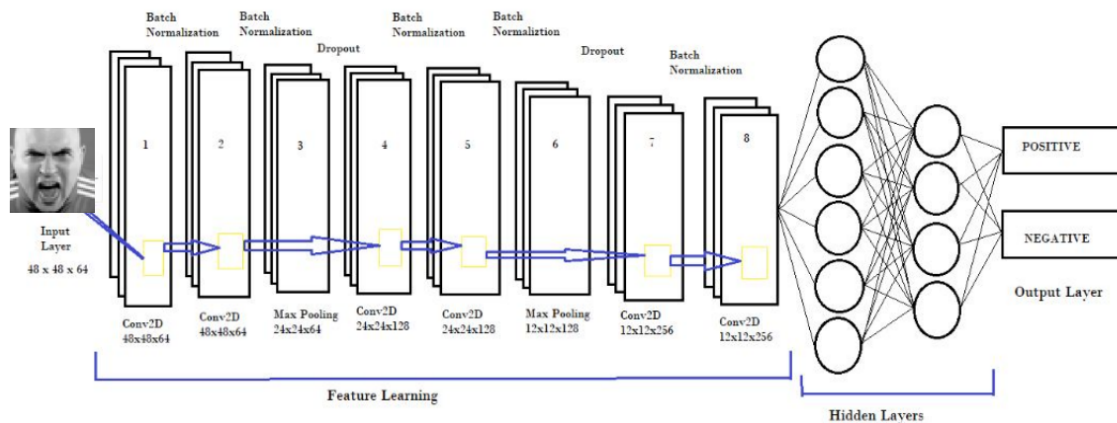 Batch
Normalization
Batch
Normalization
Dropout
Batch
Normalization
Batch
Normaliztion
Dropout
Batch
Normalization
1
2
3
4
5
6
7
8
Input
Layer
48 x 48 x 64
Conv2D
48x48x64
Conv2D
48x48x64
Max Pooling
24x24x64
Conv2D
24x24x128
Conv2D
24x24x128
Max Pooling
12x12x128
Conv2D
12x12x256
Conv2D
12x12x256
POSITIVE
NEGATIVE
Output Layer
Feature Learning
Hidden Layers